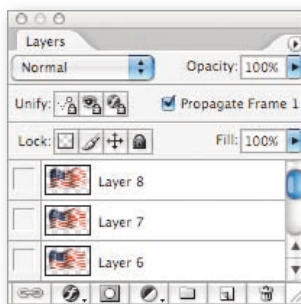 Layers
Normal Opacity: 100%
Unify: Propagate Frame 1
Lock: Fill: 100%
Layer 8
Layer 7
Layer 6